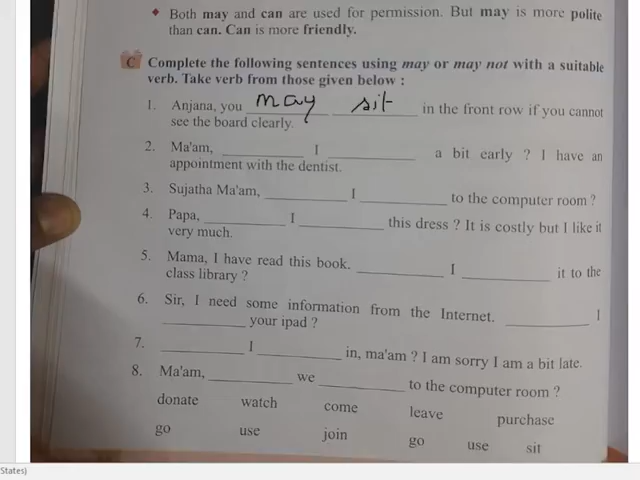 Both may and can are used for permission. But may is more polite
than can. Can is more friendly.
C Complete the following sentences using may or may not with a suitable
verb. Take verb from those given below :
1. Anjana, you may sit in the front row if you cannot
see the board clearly.
2. Ma'am, __________ I __________ a bit early ? I have an
appointment with the dentist.
3. Sujatha Ma'am, __________ I __________ to the computer room ?
4. Papa, __________ I __________ this dress ? It is costly but I like it
very much.
5. Mama, I have read this book. __________ I __________ it to the
class library ?
6. Sir, I need some information from the Internet. __________ I
__________ your ipad ?
7. __________ I __________ in, ma'am ? I am sorry I am a bit late.
8. Ma'am, __________ we __________ to the computer room ?
donate watch come leave purchase
go use join go use sit
States)